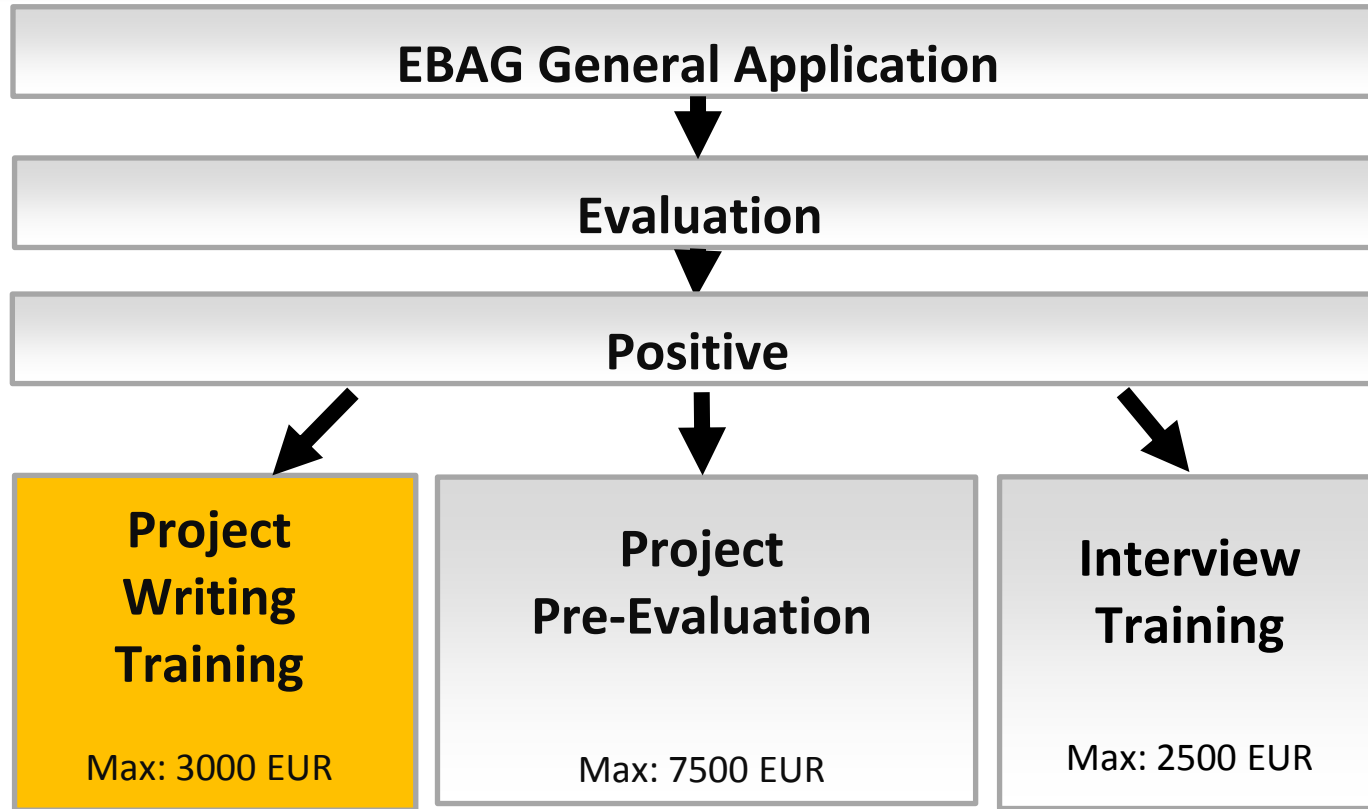 EBAG General Application
Evaluation
Positive
Project
Writing
Training
Max: 3000 EUR
Project
Pre-Evaluation
Max: 7500 EUR
Interview
Training
Max: 2500 EUR